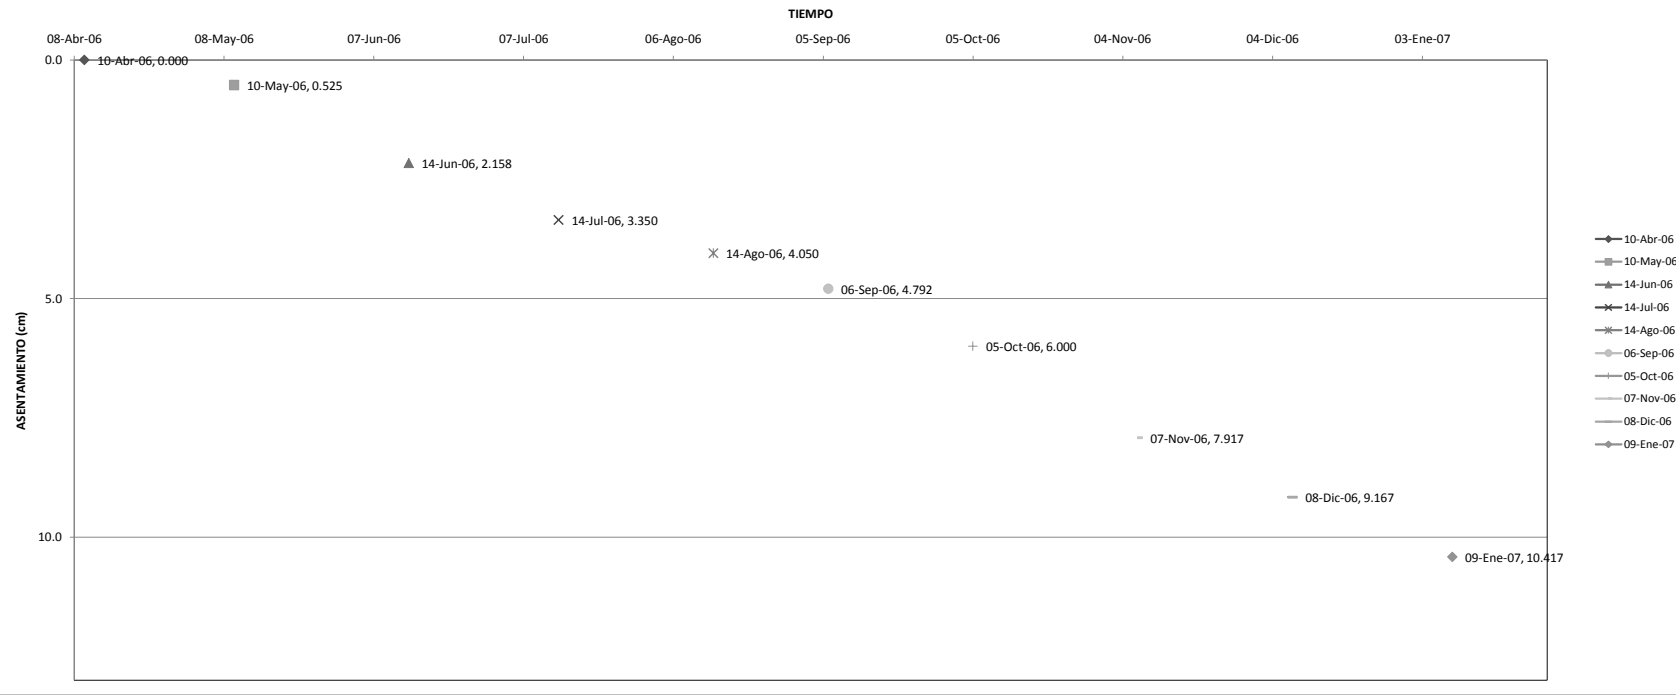 TIEMPO
08-Abr-06 08-May-06 07-Jun-06 07-Jul-06 06-Ago-06 05-Sep-06 05-Oct-06 04-Nov-06 04-Dic-06 03-Ene-07
0.0
10-Abr-06, 0.000
10-May-06, 0.525
14-Jun-06, 2.158
14-Jul-06, 3.350
14-Ago-06, 4.050
06-Sep-06, 4.792
5.0
05-Oct-06, 6.000
07-Nov-06, 7.917
08-Dic-06, 9.167
10.0
09-Ene-07, 10.417
ASENTAMIENTO (cm)
10-Abr-06
10-May-06
14-Jun-06
14-Jul-06
14-Ago-06
06-Sep-06
05-Oct-06
07-Nov-06
08-Dic-06
09-Ene-07